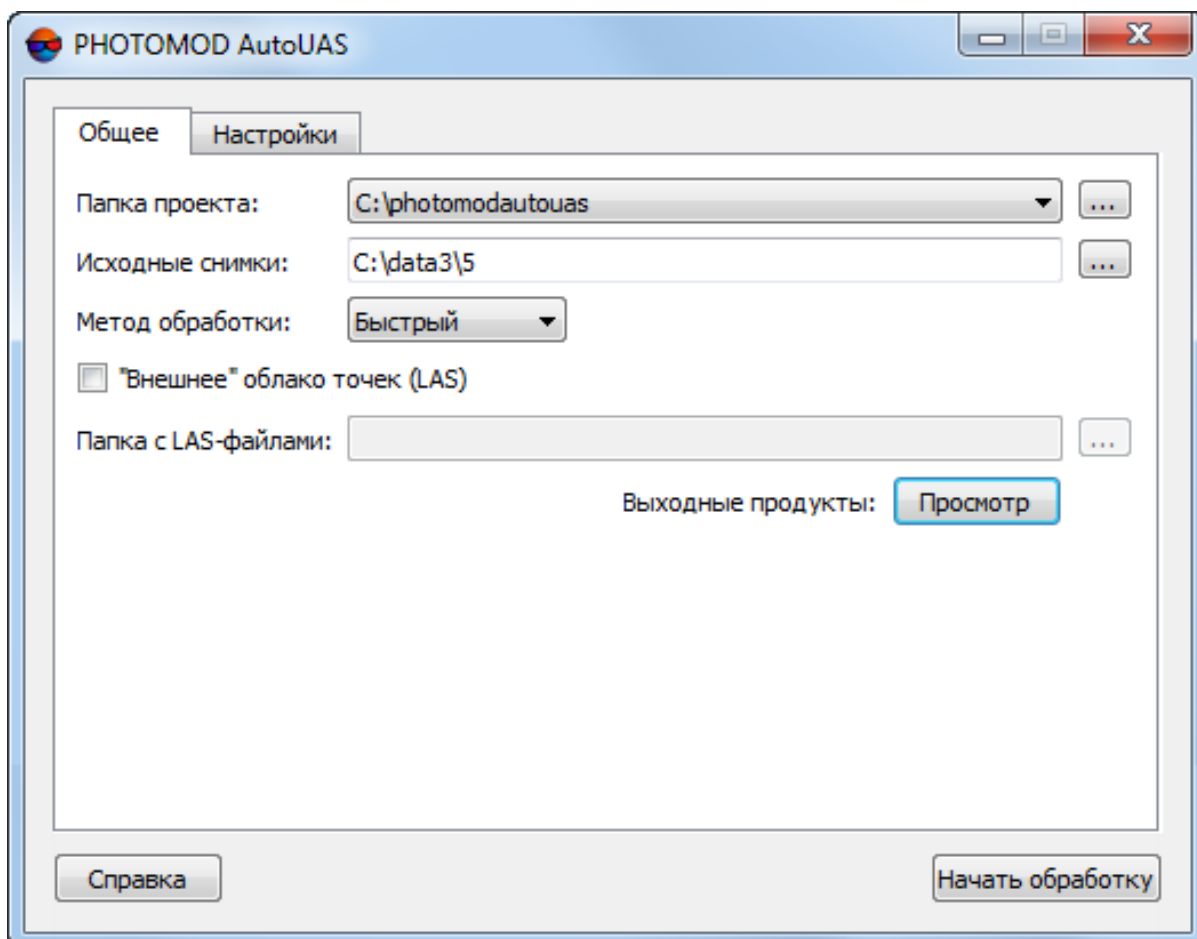 PHOTOMOD AutoUAS
Общее Настройки
Папка проекта: C:\photomodautouas ...
Исходные снимки: C:\data3\5 ...
Метод обработки: Быстрый
"Внешнее" облако точек (LAS)
Папка с LAS-файлами: ...
Выходные продукты: Просмотр
Справка Начать обработку